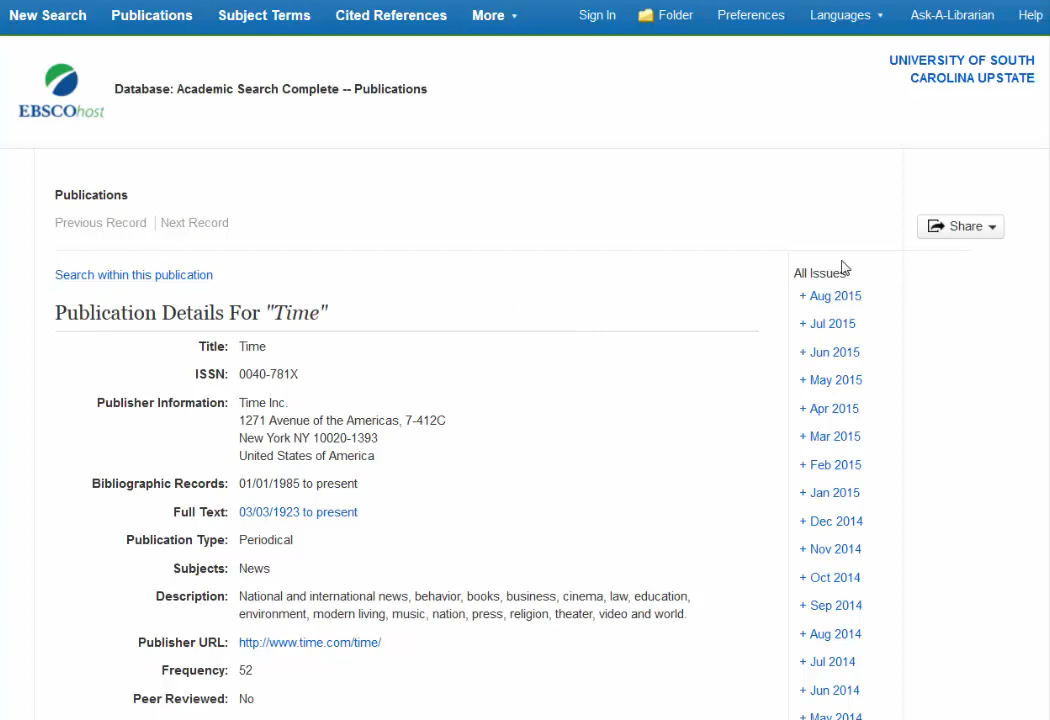 New Search Publications Subject Terms Cited References More Sign In Folder Preferences Languages Ask-A-Librarian Help
UNIVERSITY OF SOUTH
CAROLINA UPSTATE
EBSCOhost
Database: Academic Search Complete -- Publications
Publications
Previous Record | Next Record
Share
Search within this publication
Publication Details For "Time"
Title: Time
ISSN: 0040-781X
Publisher Information: Time Inc.
1271 Avenue of the Americas, 7-412C
New York NY 10020-1393
United States of America
Bibliographic Records: 01/01/1985 to present
Full Text: 03/03/1923 to present
Publication Type: Periodical
Subjects: News
Description: National and international news, behavior, books, business, cinema, law, education,
environment, modern living, music, nation, press, religion, theater, video and world.
Publisher URL: http://www.time.com/time/
Frequency: 52
Peer Reviewed: No
All Issues
+ Aug 2015
+ Jul 2015
+ Jun 2015
+ May 2015
+ Apr 2015
+ Mar 2015
+ Feb 2015
+ Jan 2015
+ Dec 2014
+ Nov 2014
+ Oct 2014
+ Sep 2014
+ Aug 2014
+ Jul 2014
+ Jun 2014
+ May 2014